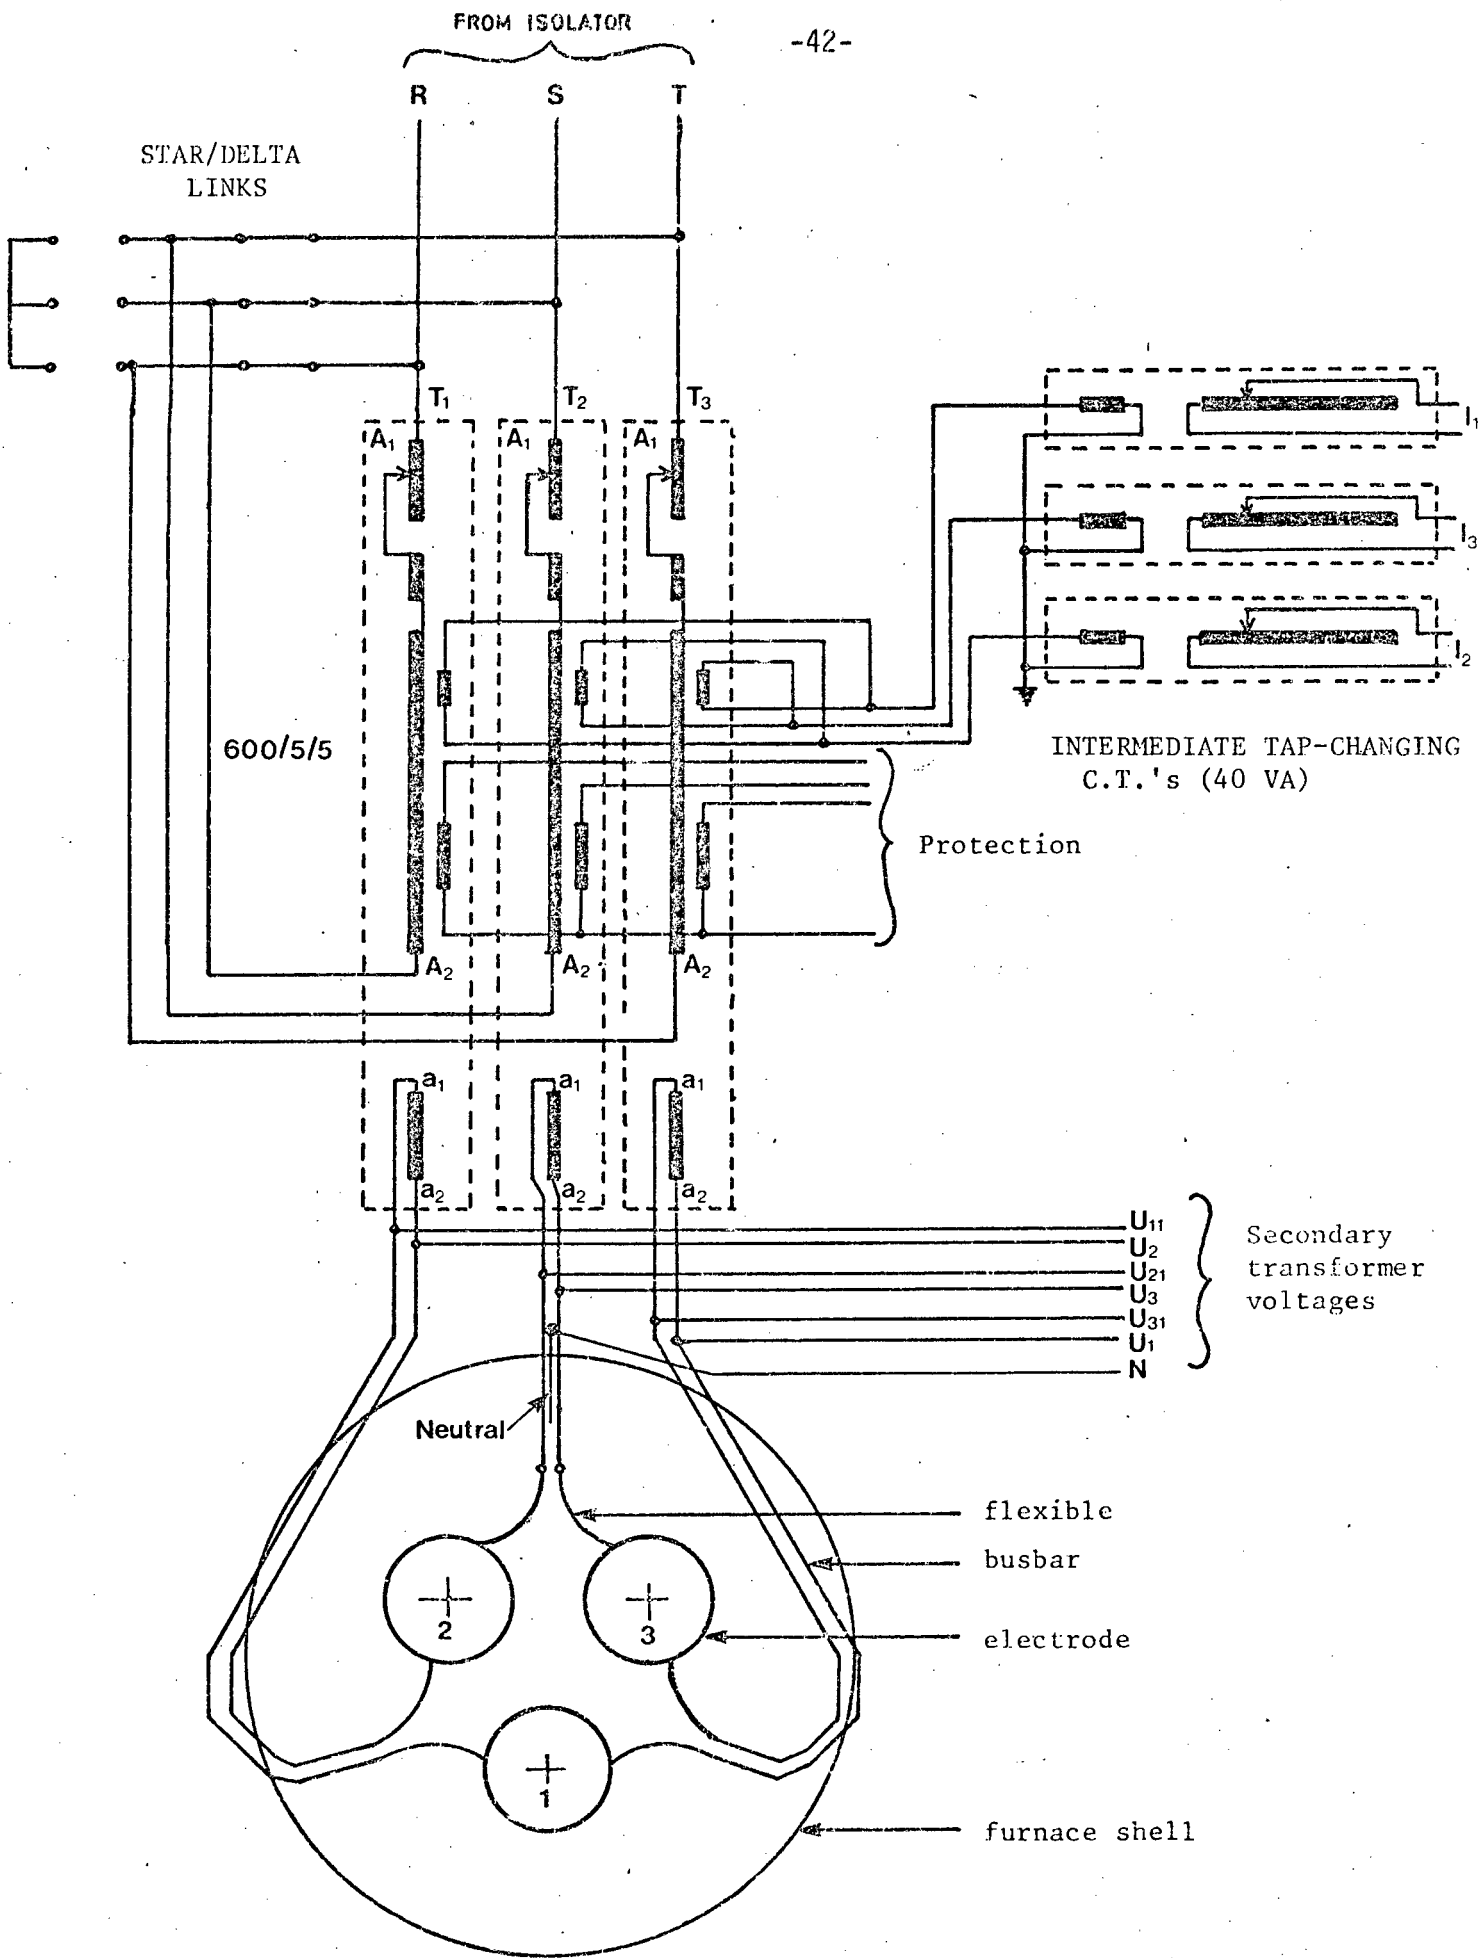 FROM ISOLATOR
-42-
R S T
STAR/DELTA
LINKS
T1 T2 T3
A1 A1 A1
I1
I3
I2
600/5/5
INTERMEDIATE TAP-CHANGING
C.T.'s (40 VA)
Protection
A2 A2 A2
a1 a1 a1
a2 a2 a2
U11
U2
U21
U3
U31
U1
N
Secondary
transformer
voltages
Neutral
flexible
busbar
electrode
2 3
1
furnace shell